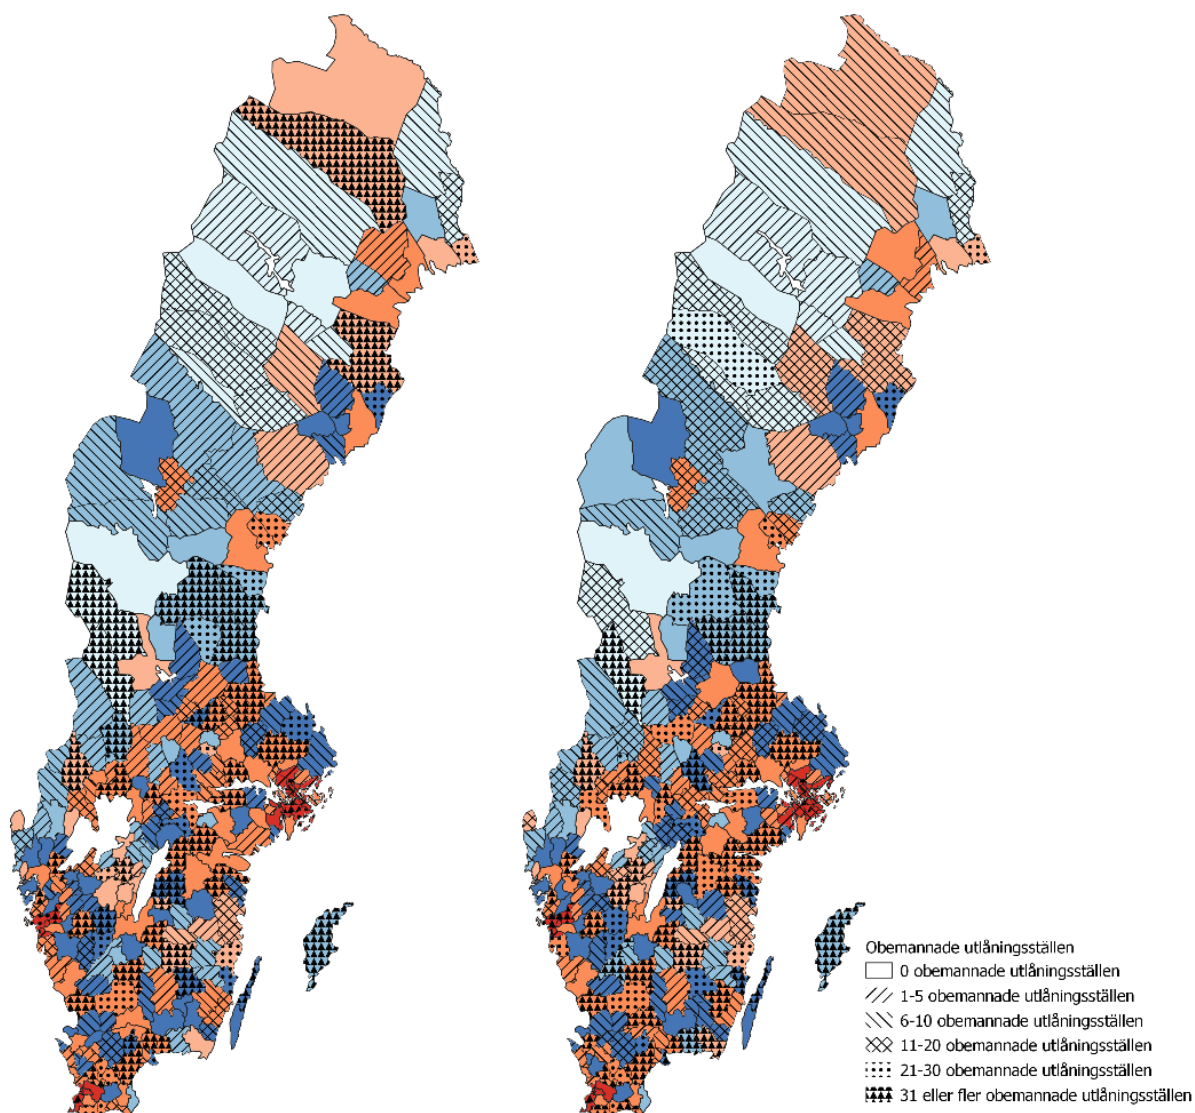 Obemannade utlåningsställen
0 obemannade utlåningsställen
1-5 obemannade utlåningsställen
6-10 obemannade utlåningsställen
11-20 obemannade utlåningsställen
21-30 obemannade utlåningsställen
31 eller fler obemannade utlåningsställen